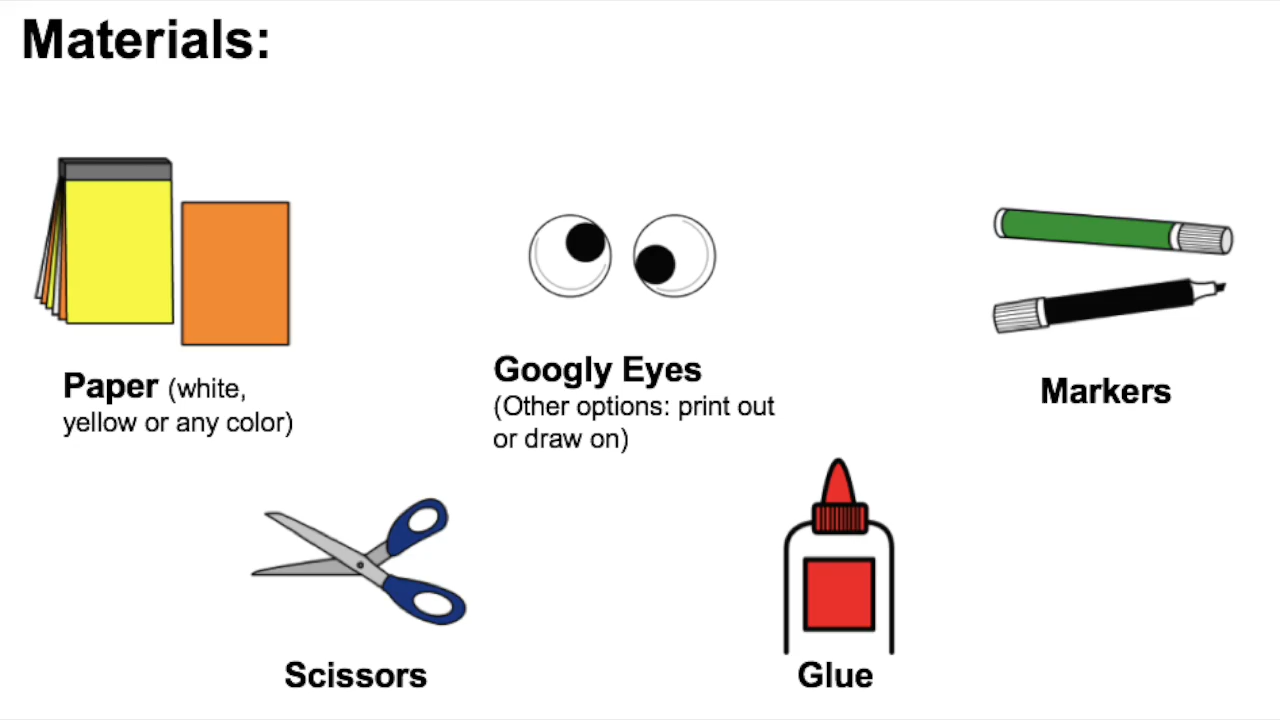 Materials:
Paper (white,
yellow or any color)
Googly Eyes
(Other options: print out
or draw on)
Markers
Scissors
Glue